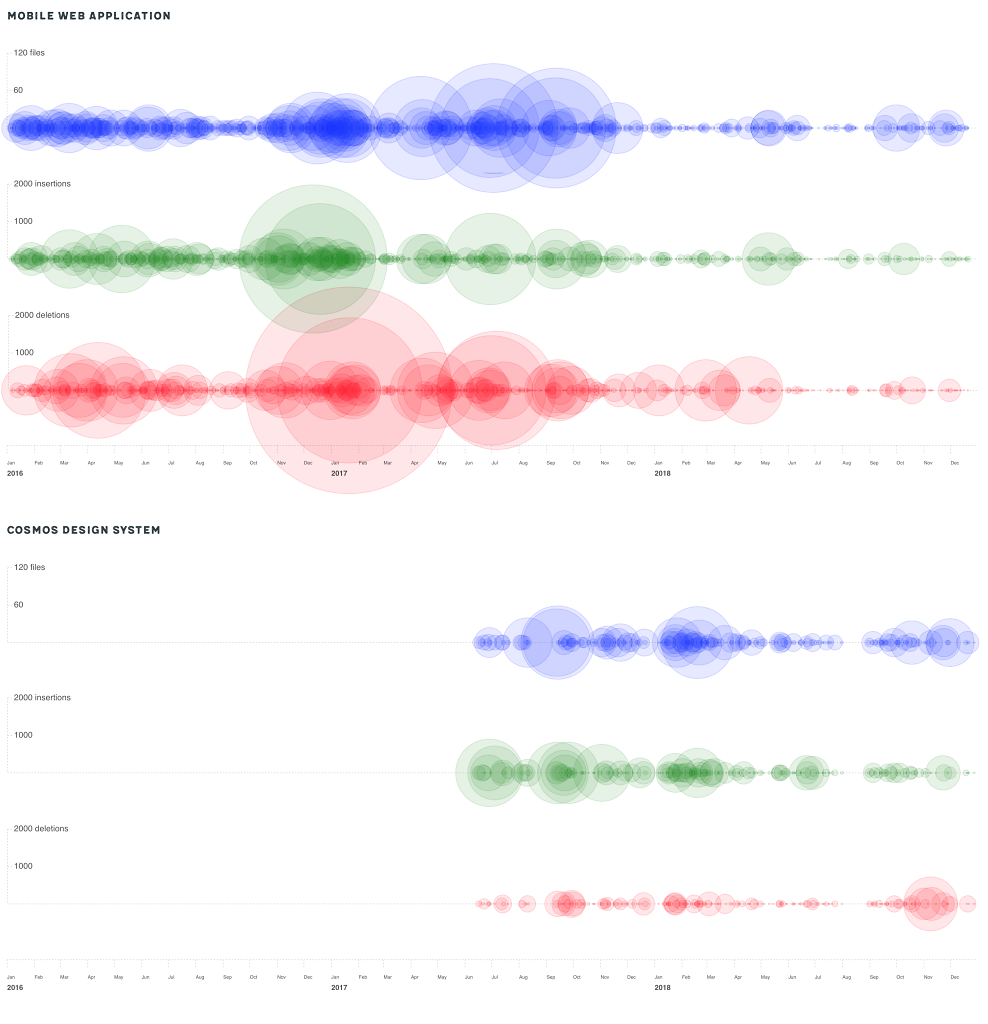 MOBILE WEB APPLICATION
120 files
60
2000 insertions
1000
2000 deletions
1000
Jan Feb Mar Apr May Jun Jul Aug Sep Oct Nov Dec Jan Feb Mar Apr May Jun Jul Aug Sep Oct Nov Dec Jan Feb Mar Apr May Jun Jul Aug Sep Oct Nov Dec
2016 2017 2018
COSMOS DESIGN SYSTEM
120 files
60
2000 insertions
1000
2000 deletions
1000
Jan Feb Mar Apr May Jun Jul Aug Sep Oct Nov Dec Jan Feb Mar Apr May Jun Jul Aug Sep Oct Nov Dec Jan Feb Mar Apr May Jun Jul Aug Sep Oct Nov Dec
2016 2017 2018